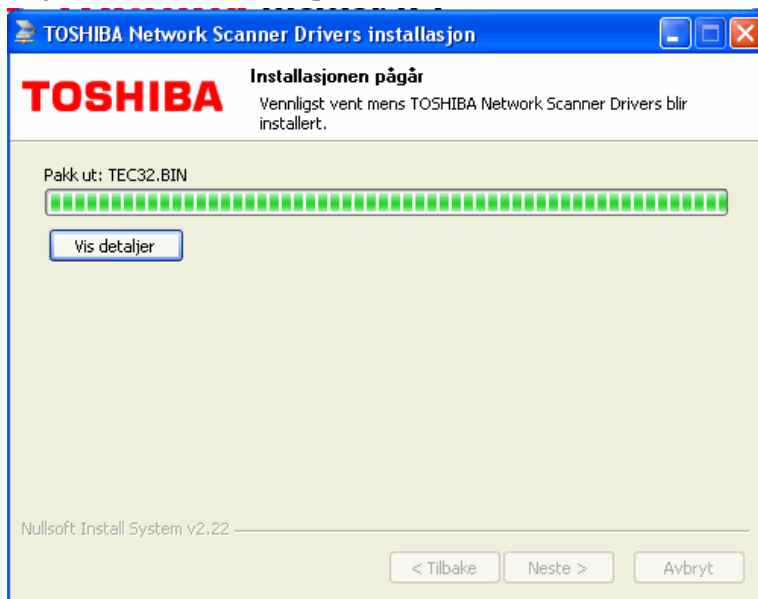 TOSHIBA Network Scanner Drivers installasjon
TOSHIBA
Installasjonen pågår
Vennligst vent mens TOSHIBA Network Scanner Drivers blir
installert.
Pakk ut: TEC32.BIN
Vis detaljer
Nullsoft Install System v2.22
< Tilbake
Neste >
Avbryt